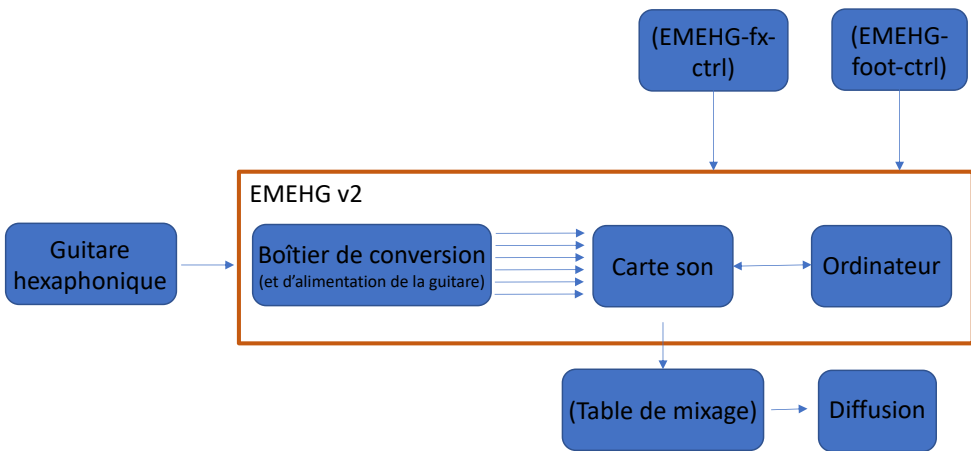 (EMEHG-fx-
ctrl)
(EMEHG-
foot-ctrl)
EMEHG v2
Guitare
hexaphonique
Boîtier de conversion
(et d’alimentation de la guitare)
Carte son
Ordinateur
(Table de mixage)
Diffusion